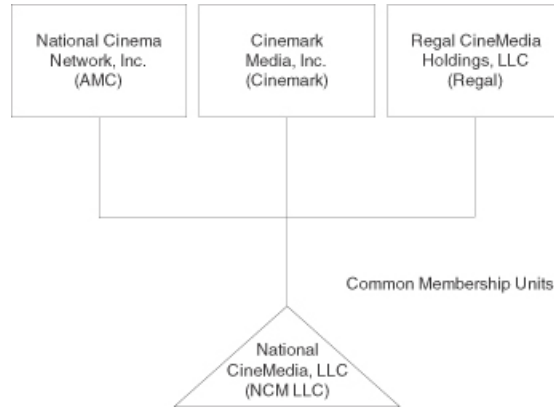 National Cinema
Network, Inc.
(AMC)
Cinemark
Media, Inc.
(Cinemark)
Regal CineMedia
Holdings, LLC
(Regal)
Common Membership Units
National
CineMedia, LLC
(NCM LLC)